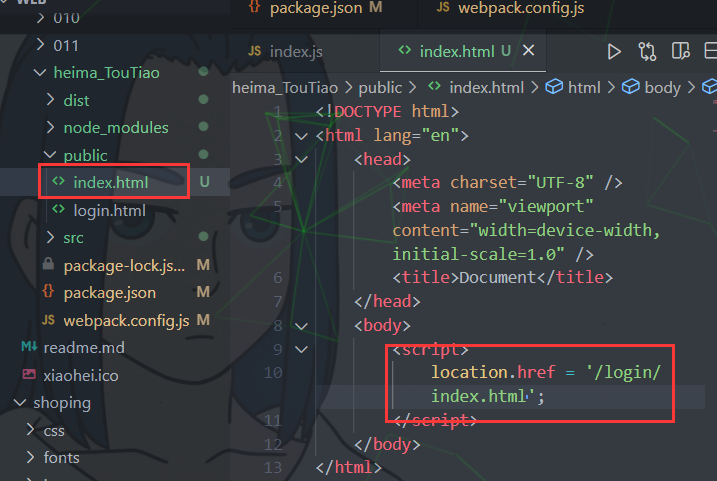 WEB
010
package.json M
webpack.config.js
011
index.js
index.html U
heima_TouTiao
heima_TouTiao > public > index.html > html > body >
dist
node_modules
public
index.html U
login.html
src
package-lock.js... M
package.json M
webpack.config.js M
readme.md
xiaohei.ico
shoping
css
fonts
1 <!DOCTYPE html>
2 <html lang="en">
3 <head>
4 <meta charset="UTF-8" />
5 <meta name="viewport"
content="width=device-width,
initial-scale=1.0" />
6 <title>Document</title>
7 </head>
8 <body>
9 <script>
10 location.href = '/login/
index.html';
11 </script>
12 </body>
13 </html>